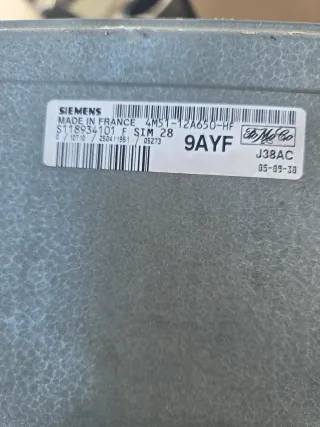 SIEMENS
MADE IN FRANCE 4M51-12A650-HF
S118934101 F SIM 28
9AYF
J38AC
05-09-30